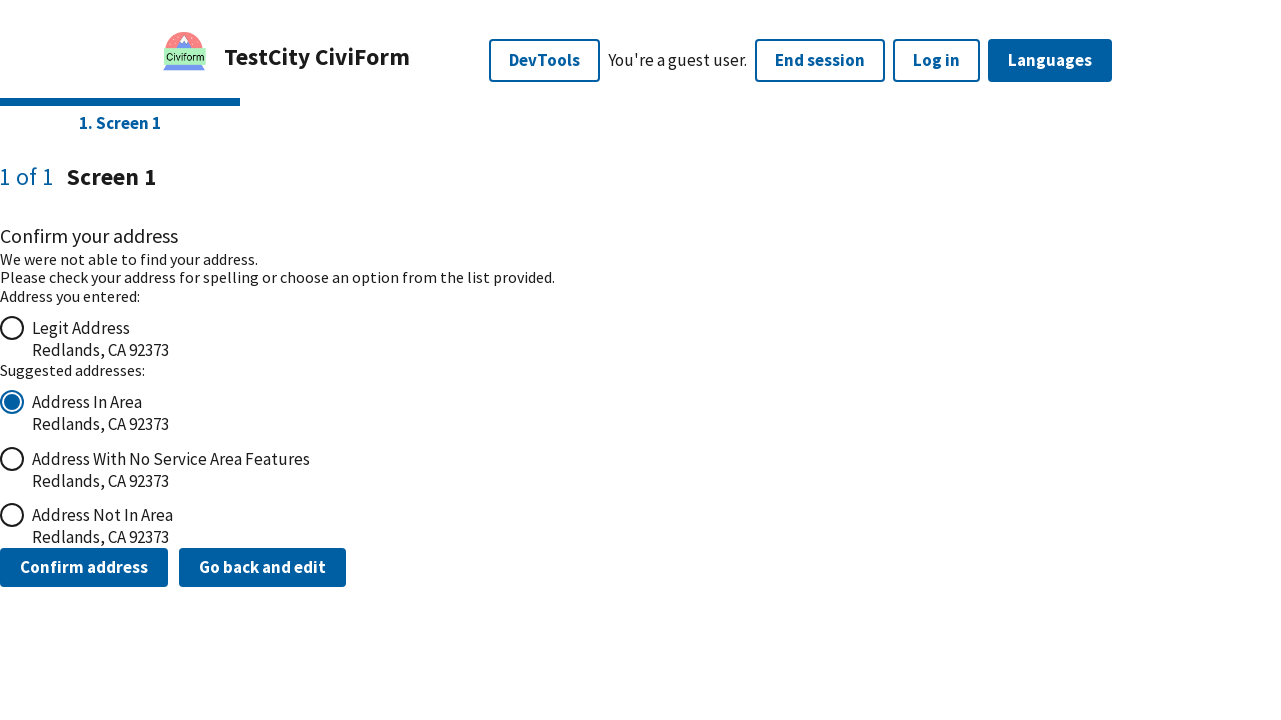 Civiform
TestCity CiviForm
DevTools
You're a guest user.
End session
Log in
Languages
1. Screen 1
1 of 1 Screen 1
Confirm your address
We were not able to find your address.
Please check your address for spelling or choose an option from the list provided.
Address you entered:
Legit Address
Redlands, CA 92373
Suggested addresses:
Address In Area
Redlands, CA 92373
Address With No Service Area Features
Redlands, CA 92373
Address Not In Area
Redlands, CA 92373
Confirm address
Go back and edit